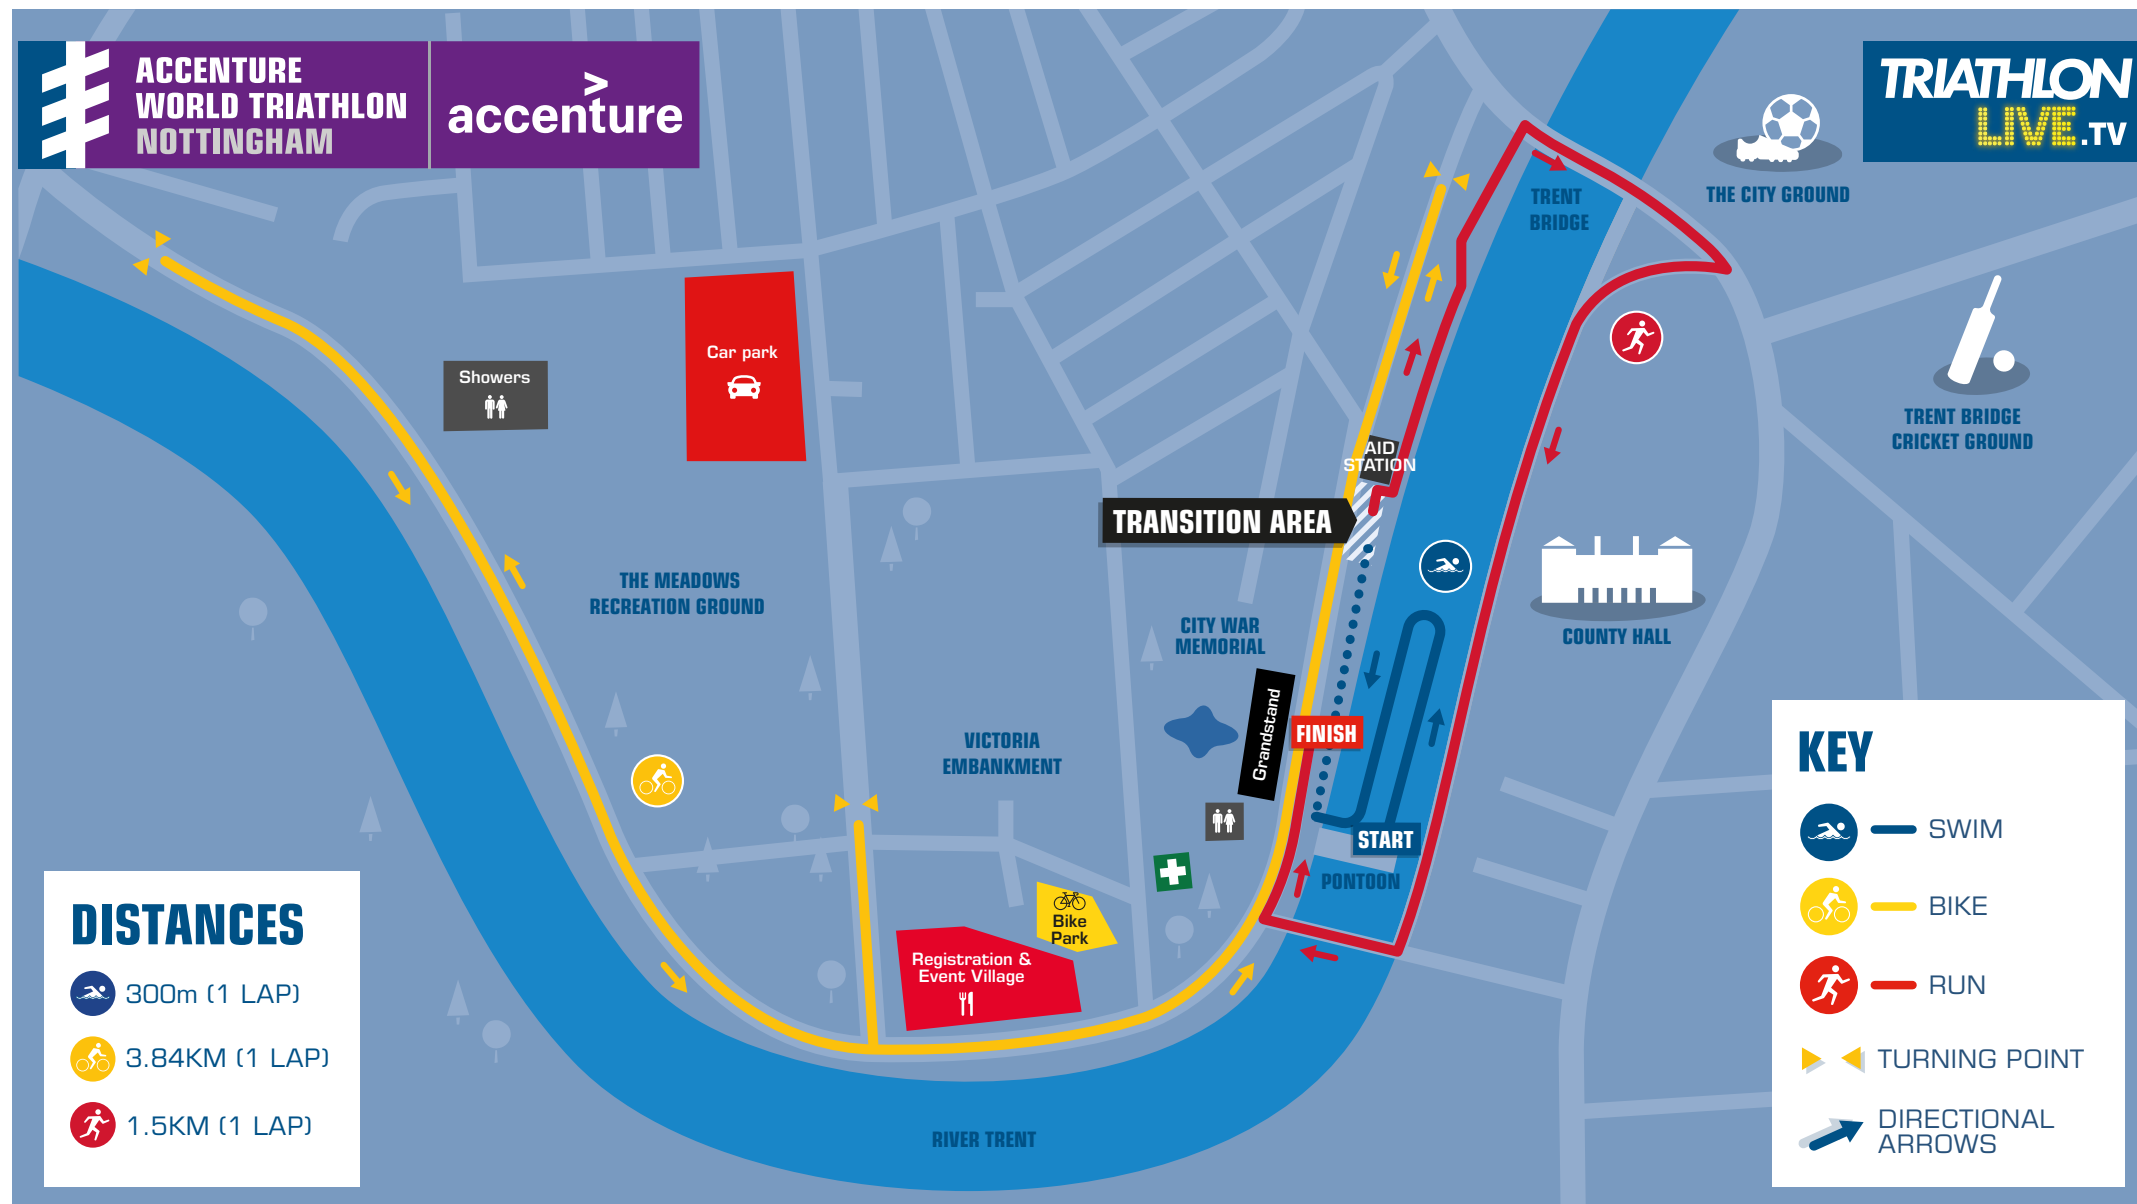 ACCENTURE
WORLD TRIATHLON
NOTTINGHAM
accenture
TRIATHLON
LIVE.TV
THE CITY GROUND
TRENT
BRIDGE
Showers
Car park
TRENT BRIDGE
CRICKET GROUND
AID
STATION
TRANSITION AREA
THE MEADOWS
RECREATION GROUND
CITY WAR
MEMORIAL
COUNTY HALL
Grandstand
FINISH
VICTORIA
EMBANKMENT
START
PONTOON
Bike
Park
Registration &
Event Village
RIVER TRENT
DISTANCES
300m (1 LAP)
3.84KM (1 LAP)
1.5KM (1 LAP)
KEY
SWIM
BIKE
RUN
TURNING POINT
DIRECTIONAL
ARROWS